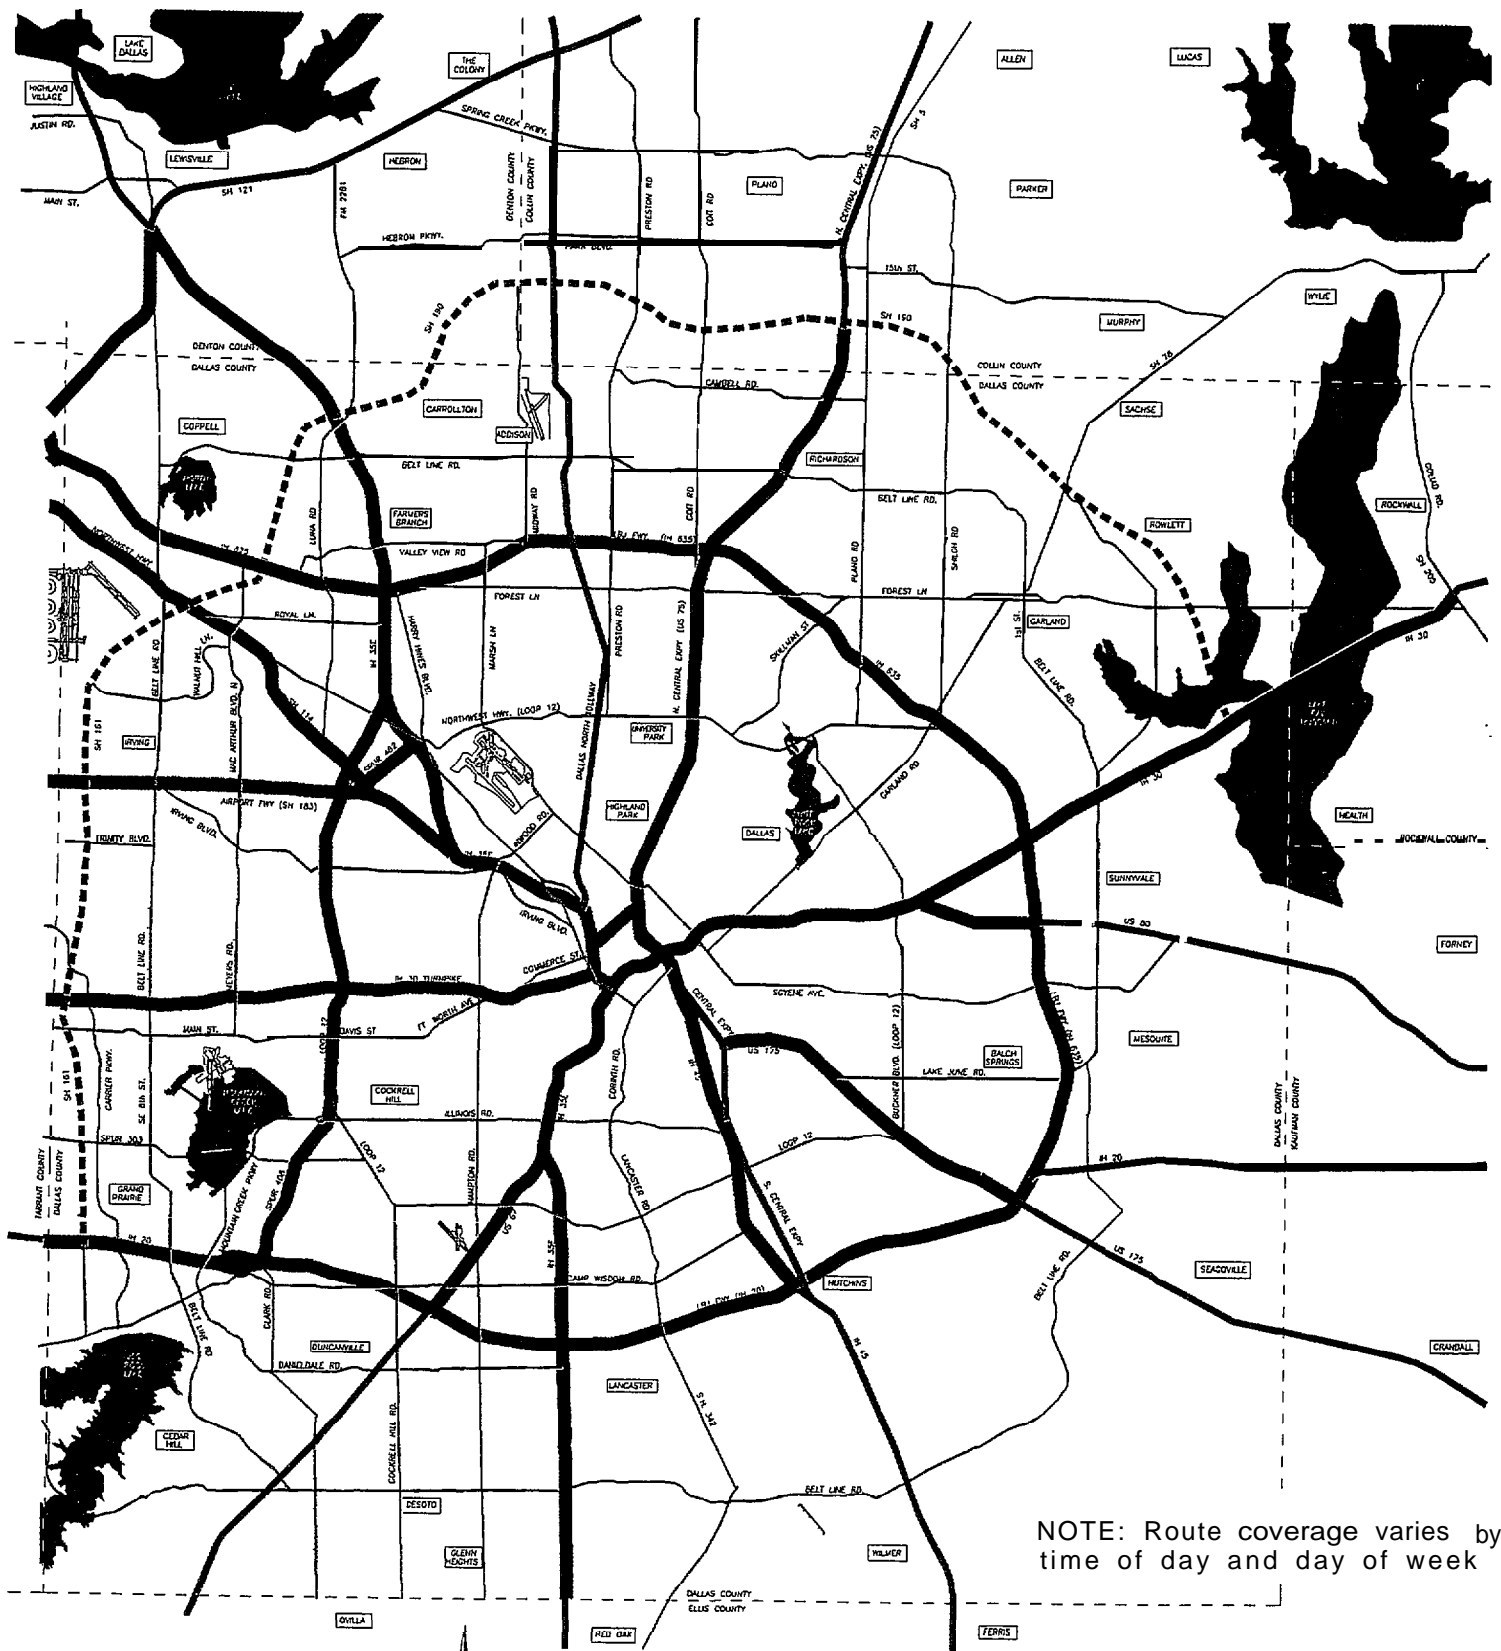 LAKE
DALLAS
THE
COLONY
ALLEN
LUCAS
HIGHLAND
VILLAGE
JUSTIN RD.
SPRING CREEK PKWY.
SH 5
N. CENTRAL EXPY. (US 75)
LEWISVILLE
HEBRON
SH 121
MAIN ST.
FM 2281
DENTON COUNTY
COLLIN COUNTY
PRESTON RD
COIT RD
PLANO
PARKER
HEBRON PKWY.
PARK BLVD.
15th ST.
WYLIE
SH 190
SH 190
MURPHY
SH 78
DENTON COUNTY
DALLAS COUNTY
COLLIN COUNTY
DALLAS COUNTY
CAMPBELL RD.
CARROLLTON
ADDISON
COPPELL
SACHSE
BELT LINE RD.
RICHARDSON
BELT LINE RD.
GOLIAD RD.
ROCKWALL
ROWLETT
LUNA RD
FARMERS
BRANCH
MIDWAY RD
COIT RD
LBJ FWY. (IH 635)
NORTHWEST HWY.
IH 635
VALLEY VIEW RD
PLANO RD
SHILOH RD
SH 205
FOREST LN
FOREST LN
ROYAL LN.
HARRY HINES BLVD.
MARSH LN
PRESTON RD
N. CENTRAL EXPY (US 75)
SKILLMAN ST.
1st ST.
GARLAND
IH 30
IH 35E
WALNUT HILL LN.
BELT LINE RD
IH 635
BELT LINE RD.
SH 161
IRVING
MAC ARTHUR BLVD. N
SH 114
NORTHWEST HWY. (LOOP 12)
DALLAS NORTH TOLLWAY
UNIVERSITY
PARK
SPUR 482
GARLAND RD
IH 30
AIRPORT FWY (SH 183)
IRVING BLVD.
HIGHLAND
PARK
DALLAS
HEALTH
TRINITY BLVD.
ROCKWALL COUNTY
IH 35E
SUNNYVALE
IRVING BLVD.
US 80
FORNEY
BELT LINE RD.
MEYERS RD.
COMMERCE ST.
IH 30 TURNPIKE
SCYENE AVE.
CENTRAL EXPY
MAIN ST.
DAVIS ST
FT. WORTH AVE
LOOP 12
IH 45
US 175
BUCKNER BLVD. (LOOP 12)
BALCH
SPRINGS
LBJ FWY. (IH 635)
MESQUITE
LAKE JUNE RD.
SH 161
CARRIER PKWY.
SE 8th ST.
COCKRELL
HILL
ILLINOIS RD.
IH 35E
CORINTH RD.
DALLAS COUNTY
KAUFMAN COUNTY
SPUR 303
LOOP 12
LOOP 12
IH 20
TARRANT COUNTY
DALLAS COUNTY
GRAND
PRAIRIE
MOUNTAIN CREEK PKWY
SPUR 408
HAMPTON RD.
US 67
LANCASTER RD
S. CENTRAL EXPY
IH 20
IH 35E
US 175
SEAGOVILLE
CAMP WISDOM RD.
LBJ FWY (IH 20)
HUTCHINS
BELT LINE RD.
BELT LINE RD
CLARK RD.
DUNCANVILLE
DANIELDALE RD.
IH 45
CRANDALL
LANCASTER
S.H. 342
COCKRELL HILL RD.
CEDAR
HILL
DESOTO
BELT LINE RD.
NOTE: Route coverage varies by
time of day and day of week
GLENN
HEIGHTS
WILMER
DALLAS COUNTY
ELLIS COUNTY
OVILLA
RED OAK
FERRIS